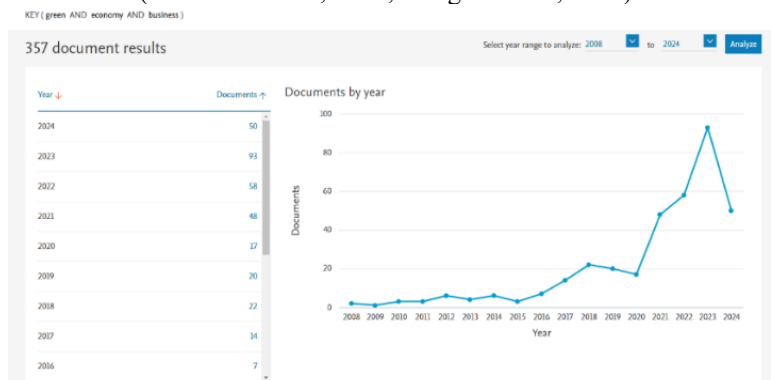 KEY ( green AND economy AND business )
357 document results
Select year range to analyze: 2008 to 2024 Analyze
Year Documents
2024 50
2023 93
2022 58
2021 48
2020 17
2019 20
2018 22
2017 14
2016 7
Documents by year
100
80
60
40
20
0
Documents
2008 2009 2010 2011 2012 2013 2014 2015 2016 2017 2018 2019 2020 2021 2022 2023 2024
Year